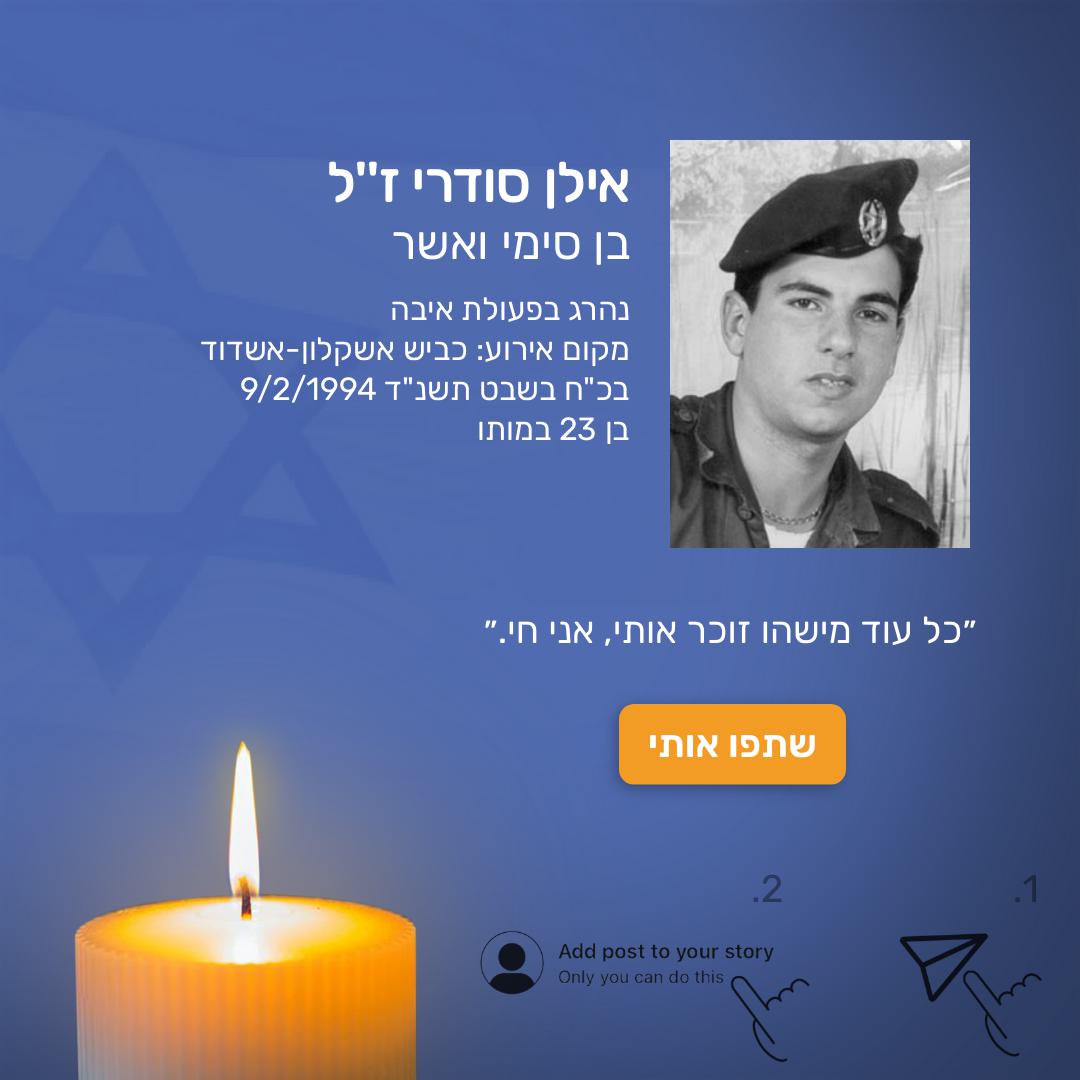 אילן סודרי ז"ל
בן סימי ואשר
נהרג בפעולת איבה
מקום אירוע: כביש אשקלון-אשדוד
בכ"ח בשבט תשנ"ד 9/2/1994
בן 23 במותו
״כל עוד מישהו זוכר אותי, אני חי.״
שתפו אותי
1.
2.
Add post to your story
Only you can do this